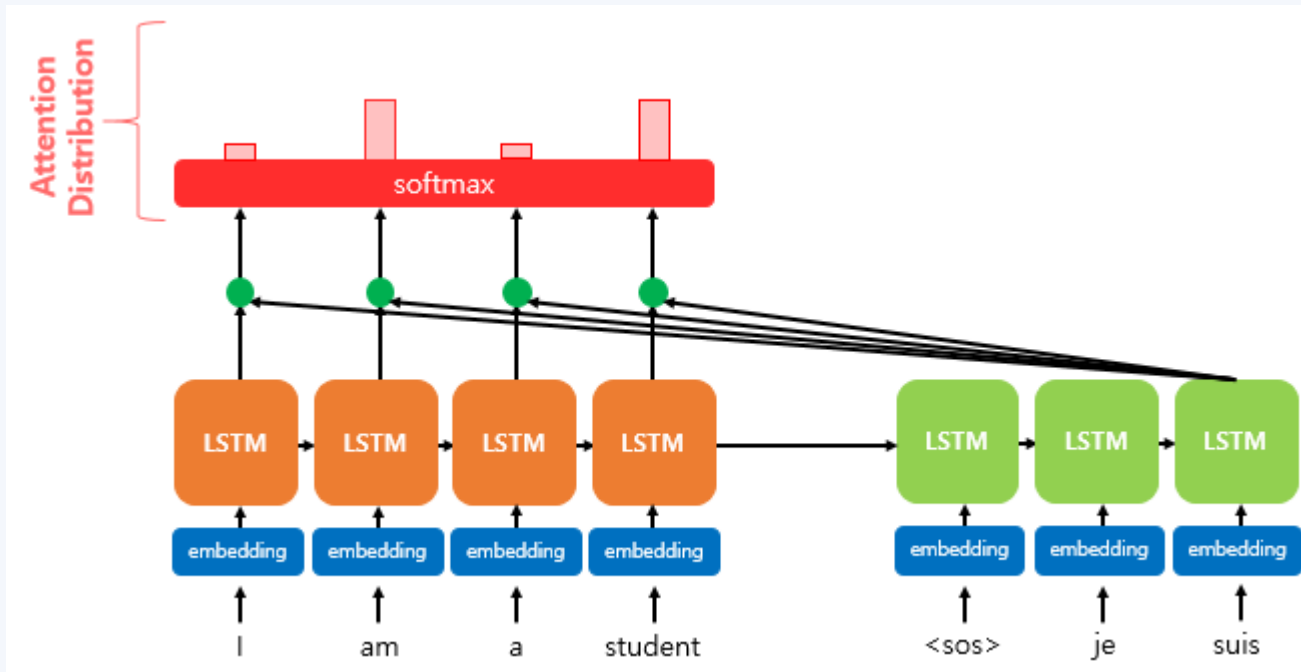 Attention
Distribution
softmax
LSTM LSTM LSTM LSTM LSTM LSTM LSTM
embedding embedding embedding embedding embedding embedding embedding
I am a student <sos> je suis